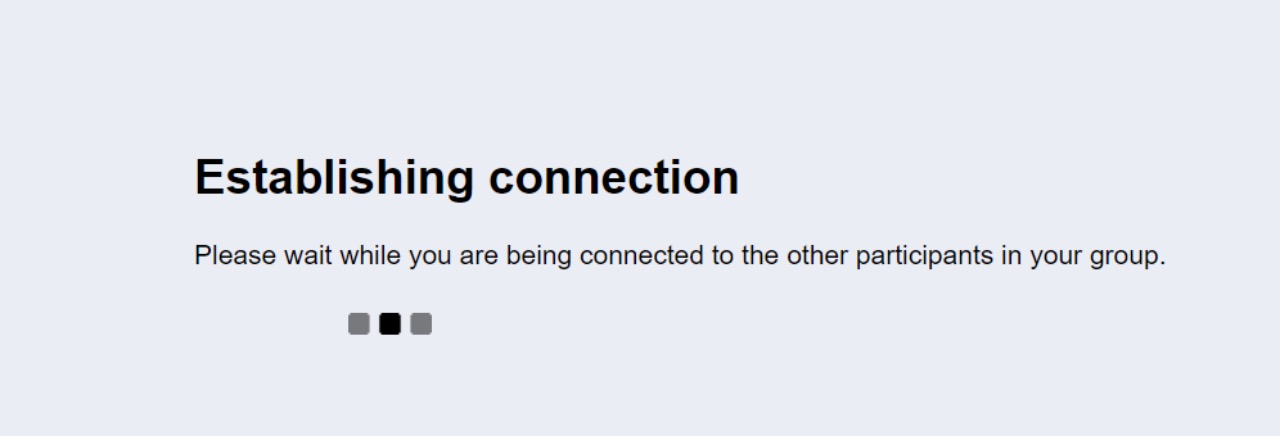 Establishing connection
Please wait while you are being connected to the other participants in your group.